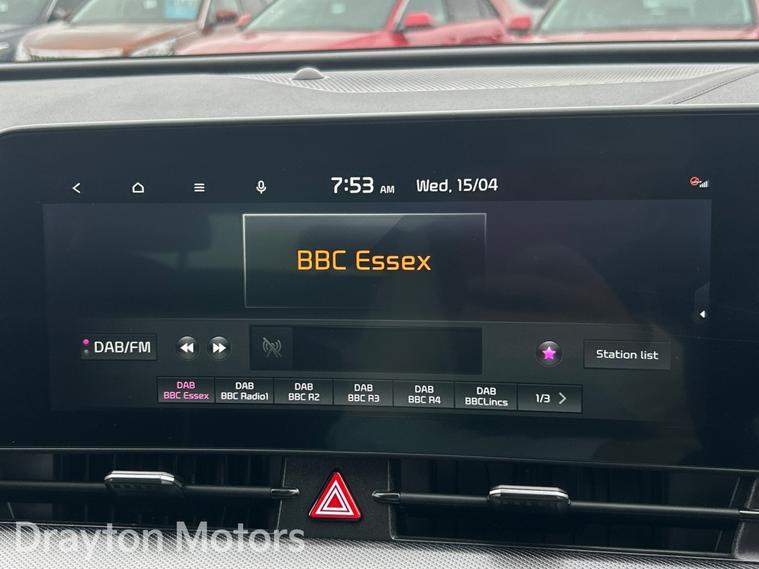 7:53 AM Wed, 15/04
BBC Essex
DAB/FM
Station list
DAB
BBC Essex
DAB
BBC Radio1
DAB
BBC R2
DAB
BBC R3
DAB
BBC R4
DAB
BBCLincs
1/3
Drayton Motors